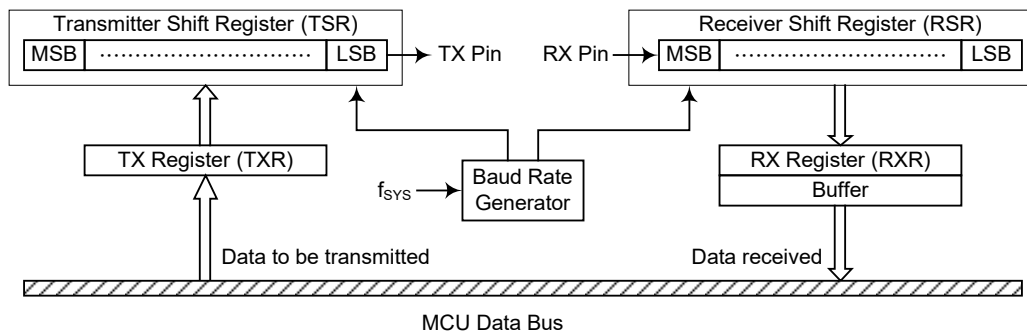 Transmitter Shift Register (TSR)
MSB ............................ LSB
TX Pin
RX Pin
Receiver Shift Register (RSR)
MSB ............................ LSB
TX Register (TXR)
RX Register (RXR)
Buffer
fSYS
Baud Rate
Generator
Data to be transmitted
Data received
MCU Data Bus